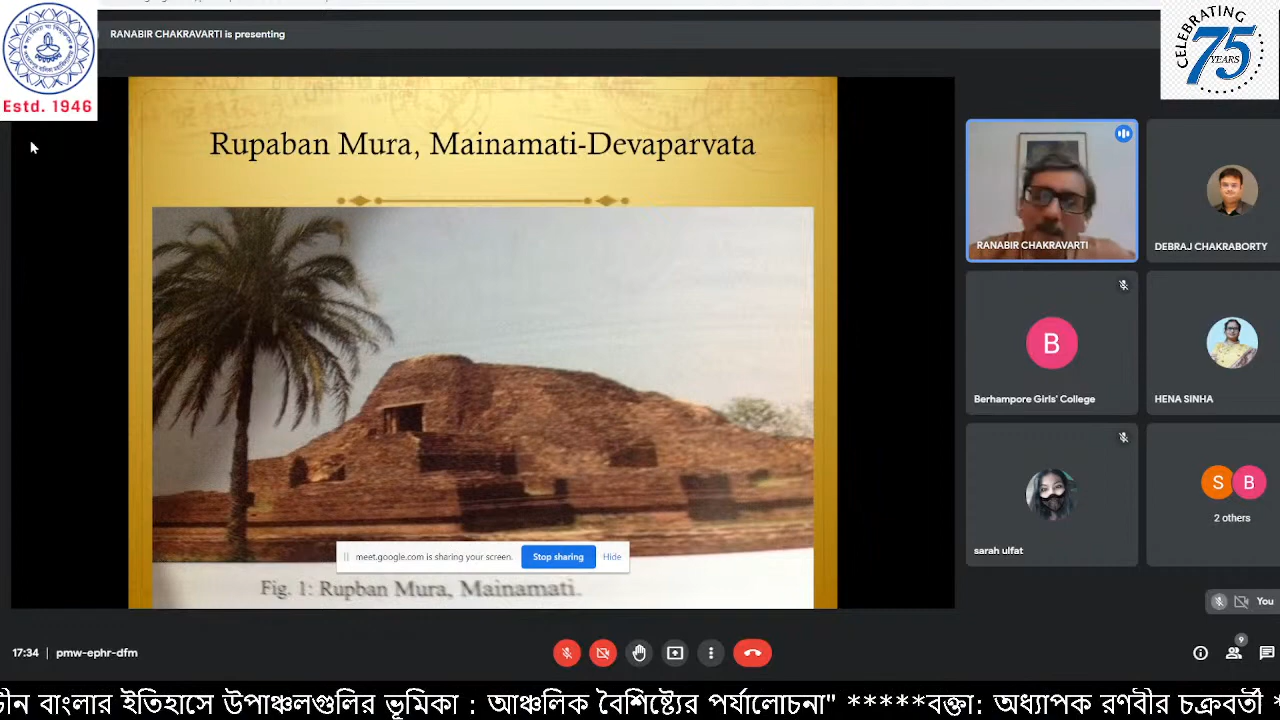 RANABIR CHAKRAVARTI is presenting
Estd. 1946
CELEBRATING
75
YEARS
Rupaban Mura, Mainamati-Devaparvata
RANABIR CHAKRAVARTI
DEBRAJ CHAKRABORTY
B
Berhampore Girls' College
HENA SINHA
sarah ulfat
S B
2 others
meet.google.com is sharing your screen. Stop sharing Hide
Fig. 1: Rupban Mura, Mainamati.
You
17:34 | pmw-ephr-dfm
9
বাংলার ইতিহাসে উপাঞ্চলগুলির ভূমিকা : আঞ্চলিক বৈশিষ্ট্যের পর্যালোচনা" *****বক্তা: অধ্যাপক রণবীর চক্রবর্তী